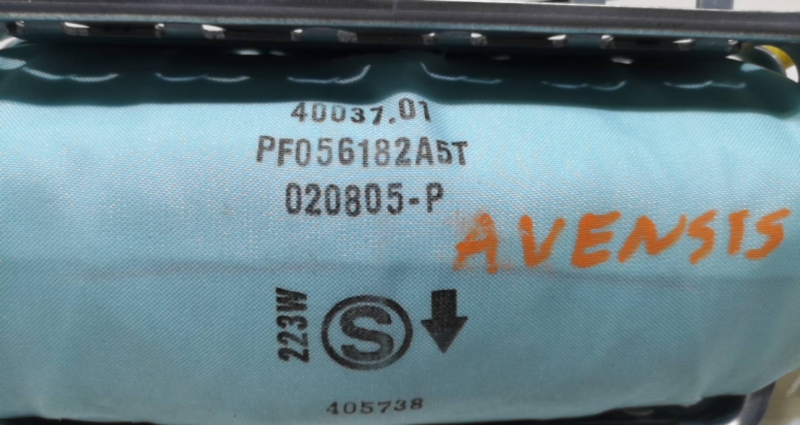 40037.01
PF056182A5T
020805-P
AVENSIS
223W
S
405738